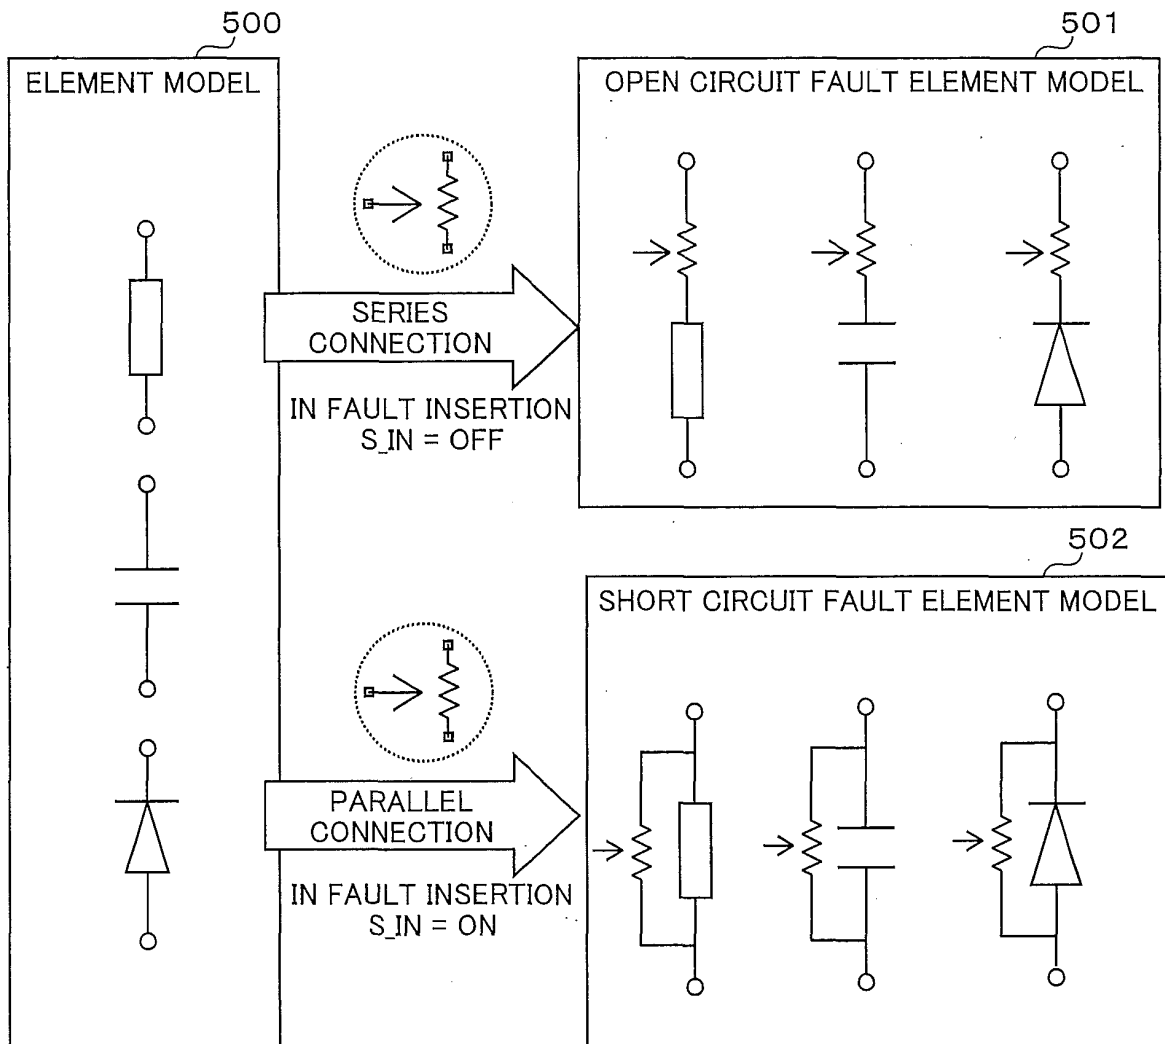 500
ELEMENT MODEL
501
OPEN CIRCUIT FAULT ELEMENT MODEL
SERIES
CONNECTION
IN FAULT INSERTION
S_IN = OFF
502
SHORT CIRCUIT FAULT ELEMENT MODEL
PARALLEL
CONNECTION
IN FAULT INSERTION
S_IN = ON